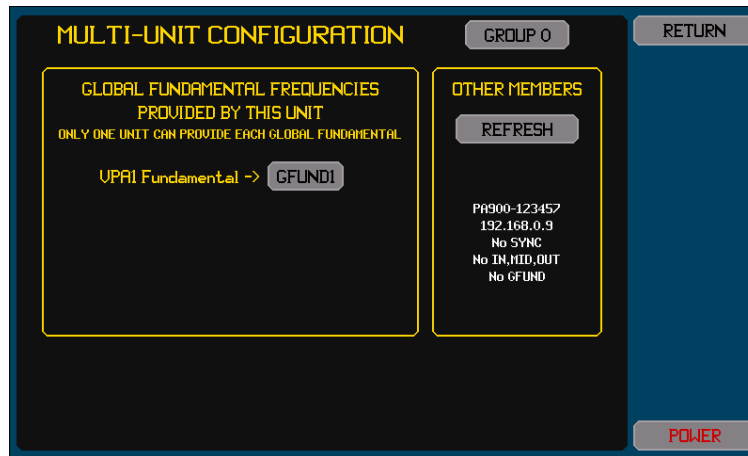 MULTI-UNIT CONFIGURATION
GROUP 0
RETURN
GLOBAL FUNDAMENTAL FREQUENCIES
PROVIDED BY THIS UNIT
ONLY ONE UNIT CAN PROVIDE EACH GLOBAL FUNDAMENTAL
VPA1 Fundamental -> GFUND1
OTHER MEMBERS
REFRESH
PA900-123457
192.168.0.9
No SYNC
No IN,MID,OUT
No GFUND
POWER